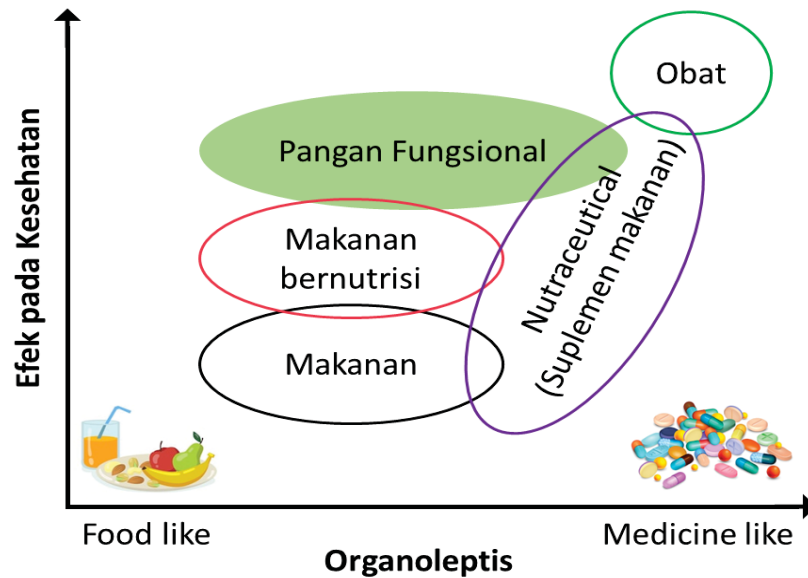 Obat
Pangan Fungsional
Makanan
bernutrisi
Makanan
Nutraceutical
(Suplemen makanan)
Efek pada Kesehatan
Food like
Medicine like
Organoleptis